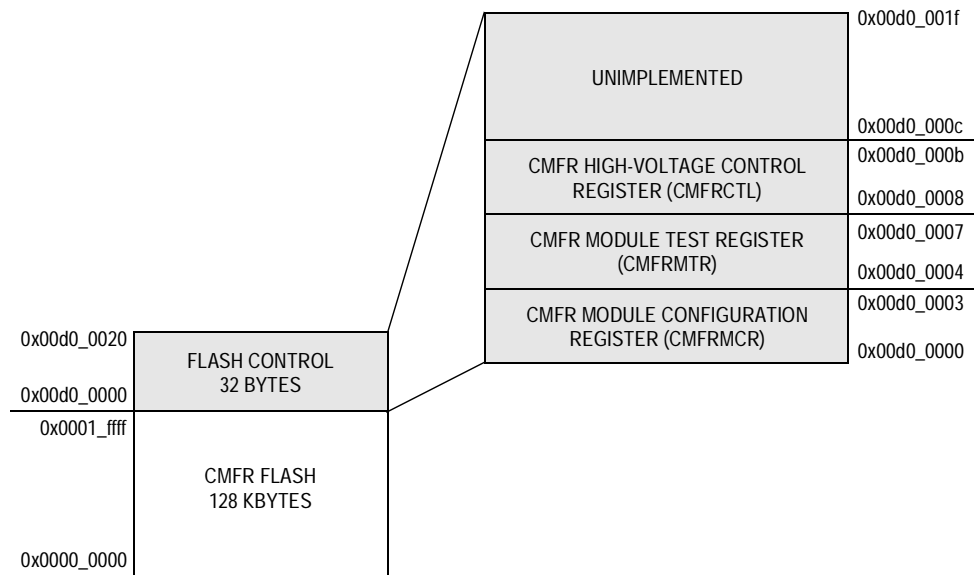 0x00d0_001f
UNIMPLEMENTED
0x00d0_000c
CMFR HIGH-VOLTAGE CONTROL
REGISTER (CMFRCTL)
0x00d0_000b
0x00d0_0008
CMFR MODULE TEST REGISTER
(CMFRMTR)
0x00d0_0007
0x00d0_0004
CMFR MODULE CONFIGURATION
REGISTER (CMFRMCR)
0x00d0_0003
0x00d0_0000
0x00d0_0020
FLASH CONTROL
32 BYTES
0x00d0_0000
0x0001_ffff
CMFR FLASH
128 KBYTES
0x0000_0000